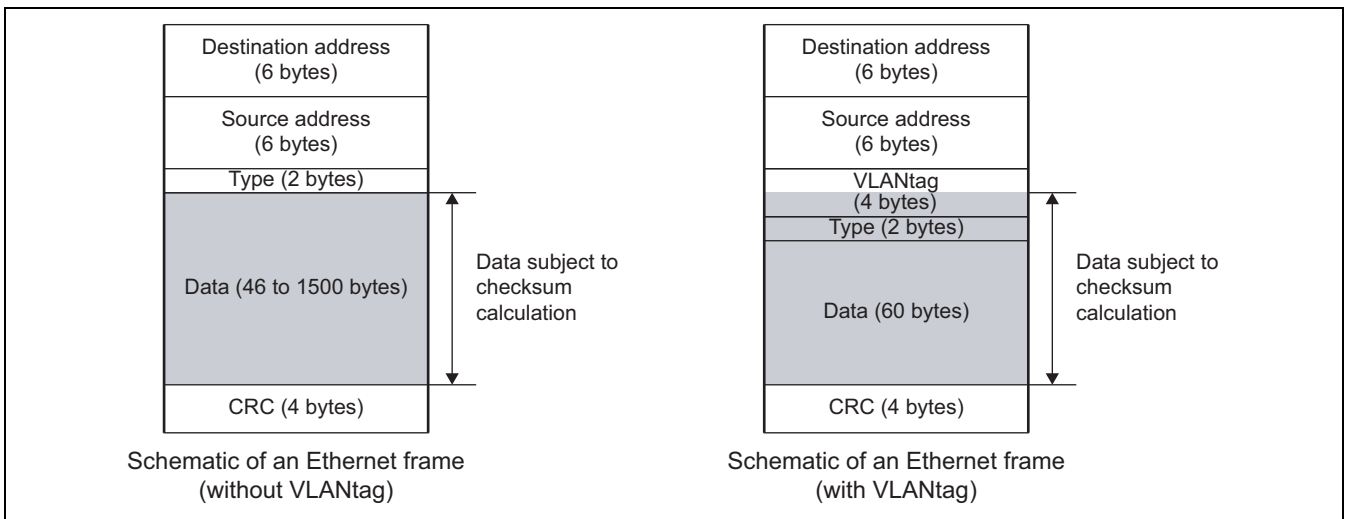 Destination address
(6 bytes)
Source address
(6 bytes)
Type (2 bytes)
Data (46 to 1500 bytes)
CRC (4 bytes)
Data subject to
checksum
calculation
Schematic of an Ethernet frame
(without VLANtag)
Destination address
(6 bytes)
Source address
(6 bytes)
VLANtag
(4 bytes)
Type (2 bytes)
Data (60 bytes)
CRC (4 bytes)
Data subject to
checksum
calculation
Schematic of an Ethernet frame
(with VLANtag)